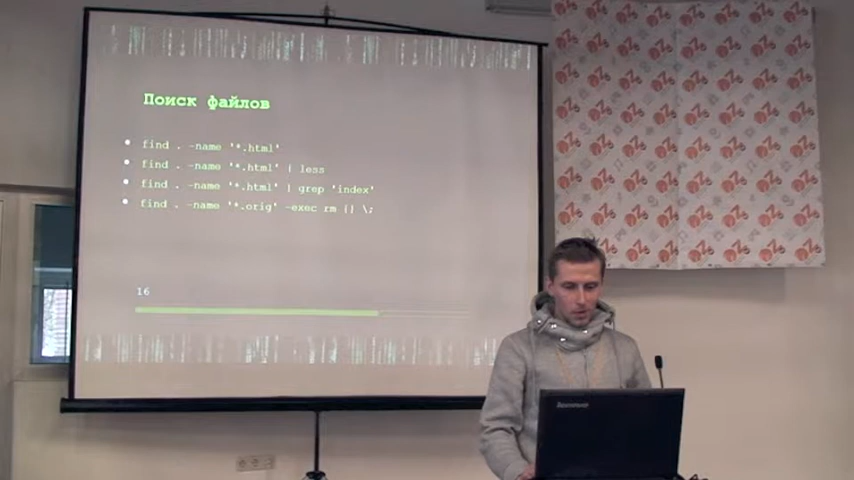 Поиск файлов
find . -name '*.html'
find . -name '*.html' | less
find . -name '*.html' | grep 'index'
find . -name '*.orig' -exec rm {} \;
16
lenovo